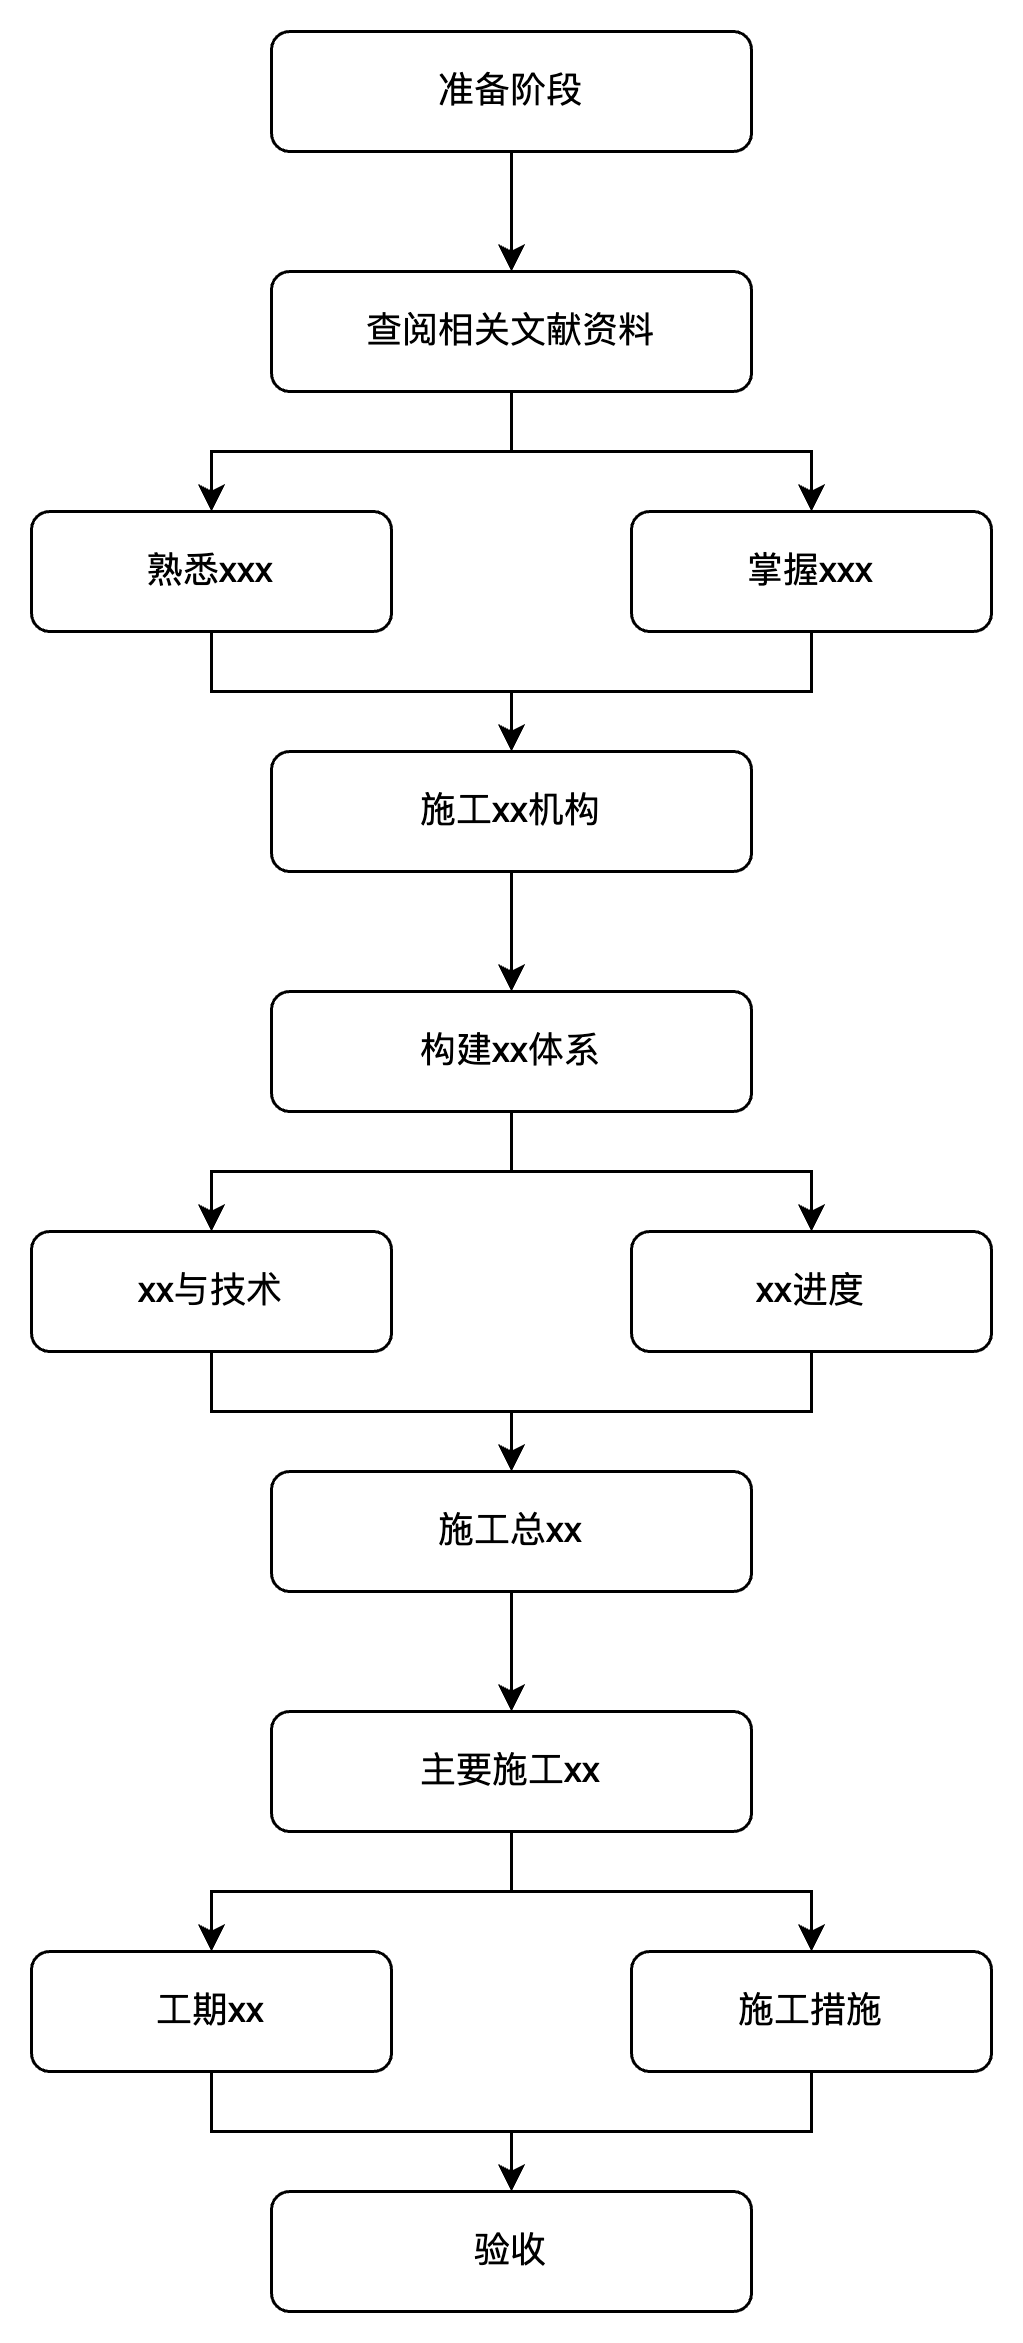 准备阶段
查阅相关文献资料
熟悉xxx
掌握xxx
施工xx机构
构建xx体系
xx与技术
xx进度
施工总xx
主要施工xx
工期xx
施工措施
验收